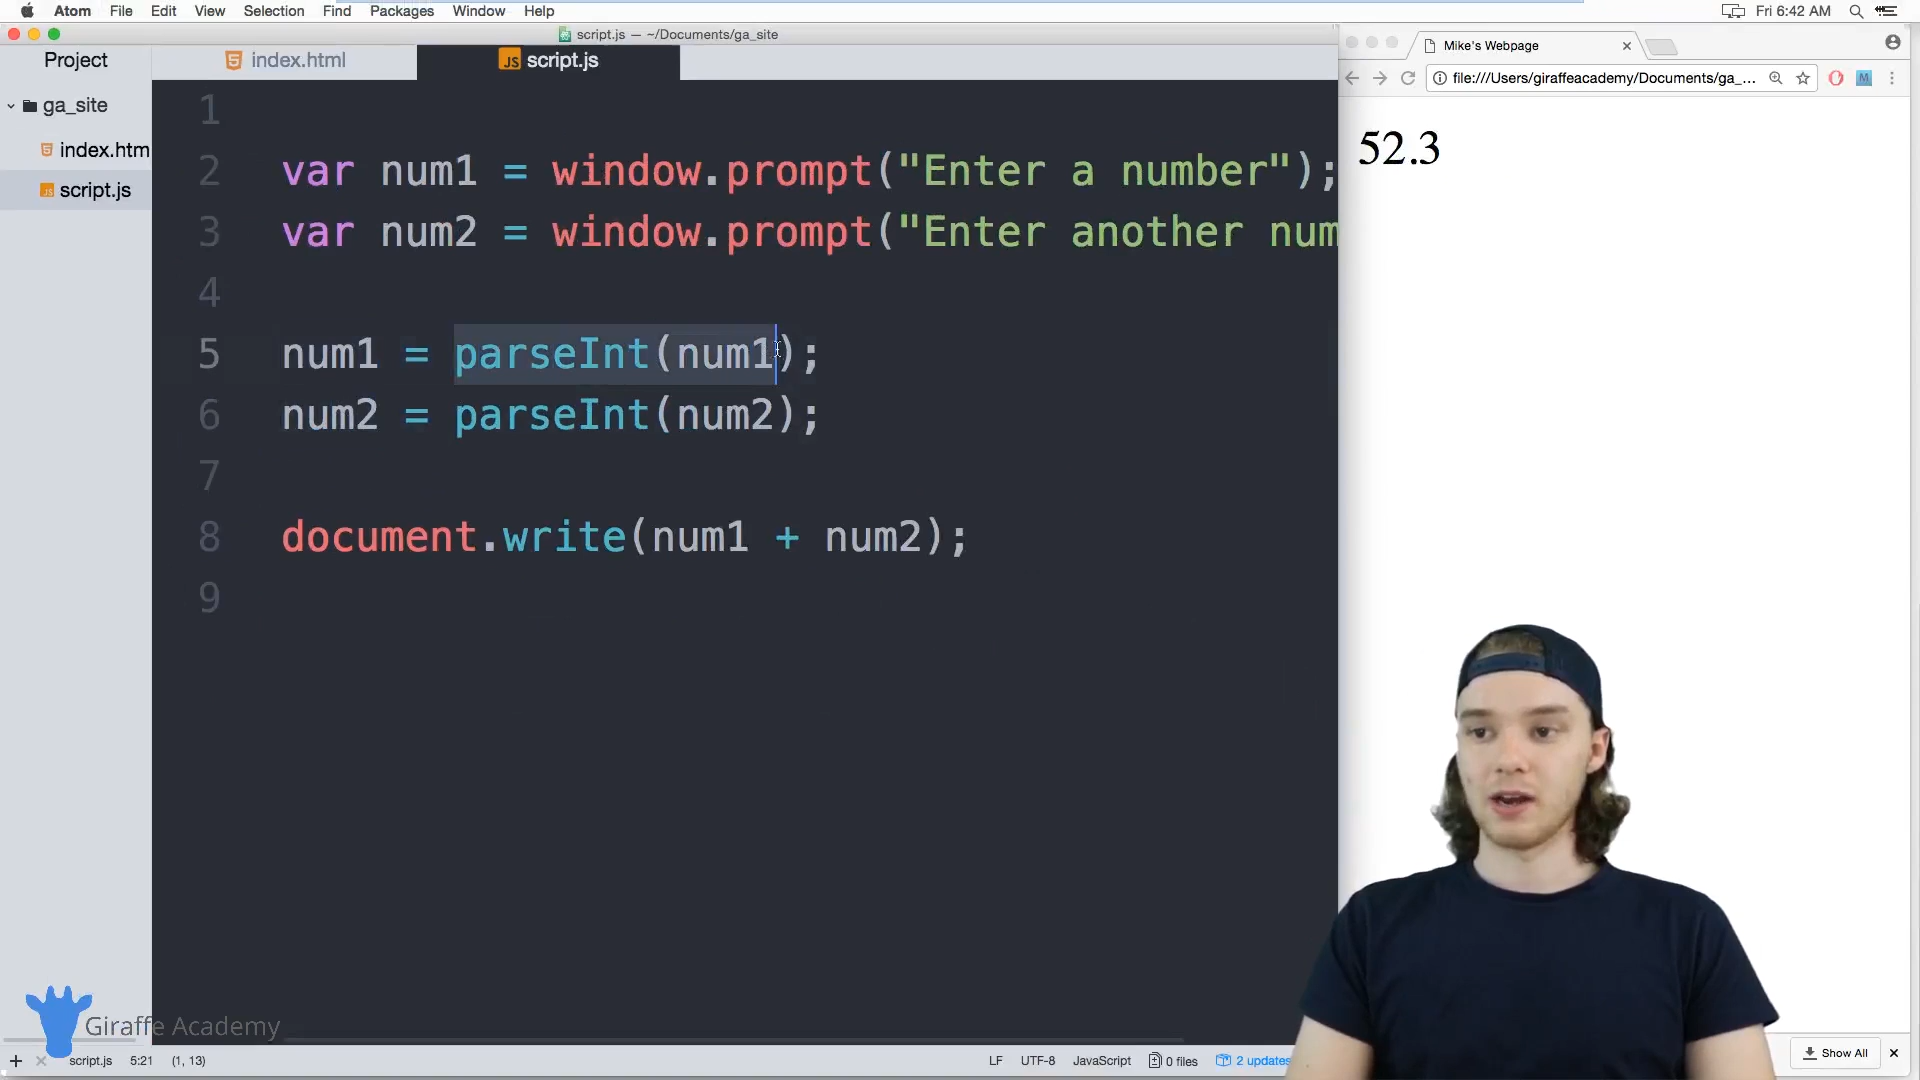 Atom File Edit View Selection Find Packages Window Help Fri 6:42 AM
script.js — ~/Documents/ga_site
Project
index.html
script.js
ga_site
index.htm
script.js
1
2 var num1 = window.prompt("Enter a number");
3 var num2 = window.prompt("Enter another num
4
5 num1 = parseInt(num1);
6 num2 = parseInt(num2);
7
8 document.write(num1 + num2);
9
Mike's Webpage
file:///Users/giraffeacademy/Documents/ga_...
52.3
Giraffe Academy
script.js 5:21 (1, 13) LF UTF-8 JavaScript 0 files 2 updates
Show All